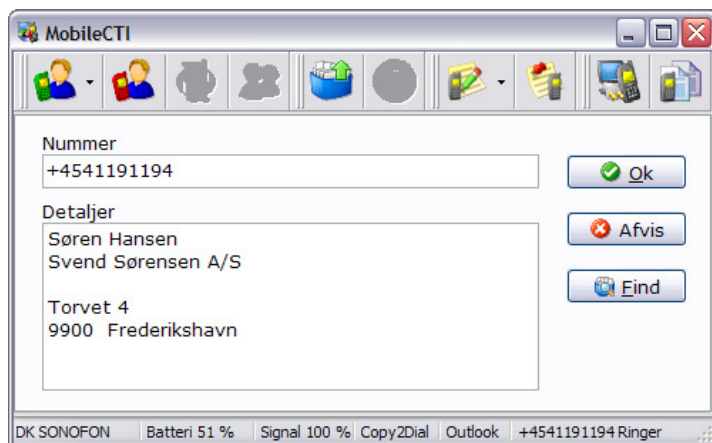 MobileCTI
Nummer
+4541191194
Ok
Detaljer
Søren Hansen
Svend Sørensen A/S
Afvis
Torvet 4
9900 Frederikshavn
Find
DK SONOFON Batteri 51 % Signal 100 % Copy2Dial Outlook +4541191194 Ringer